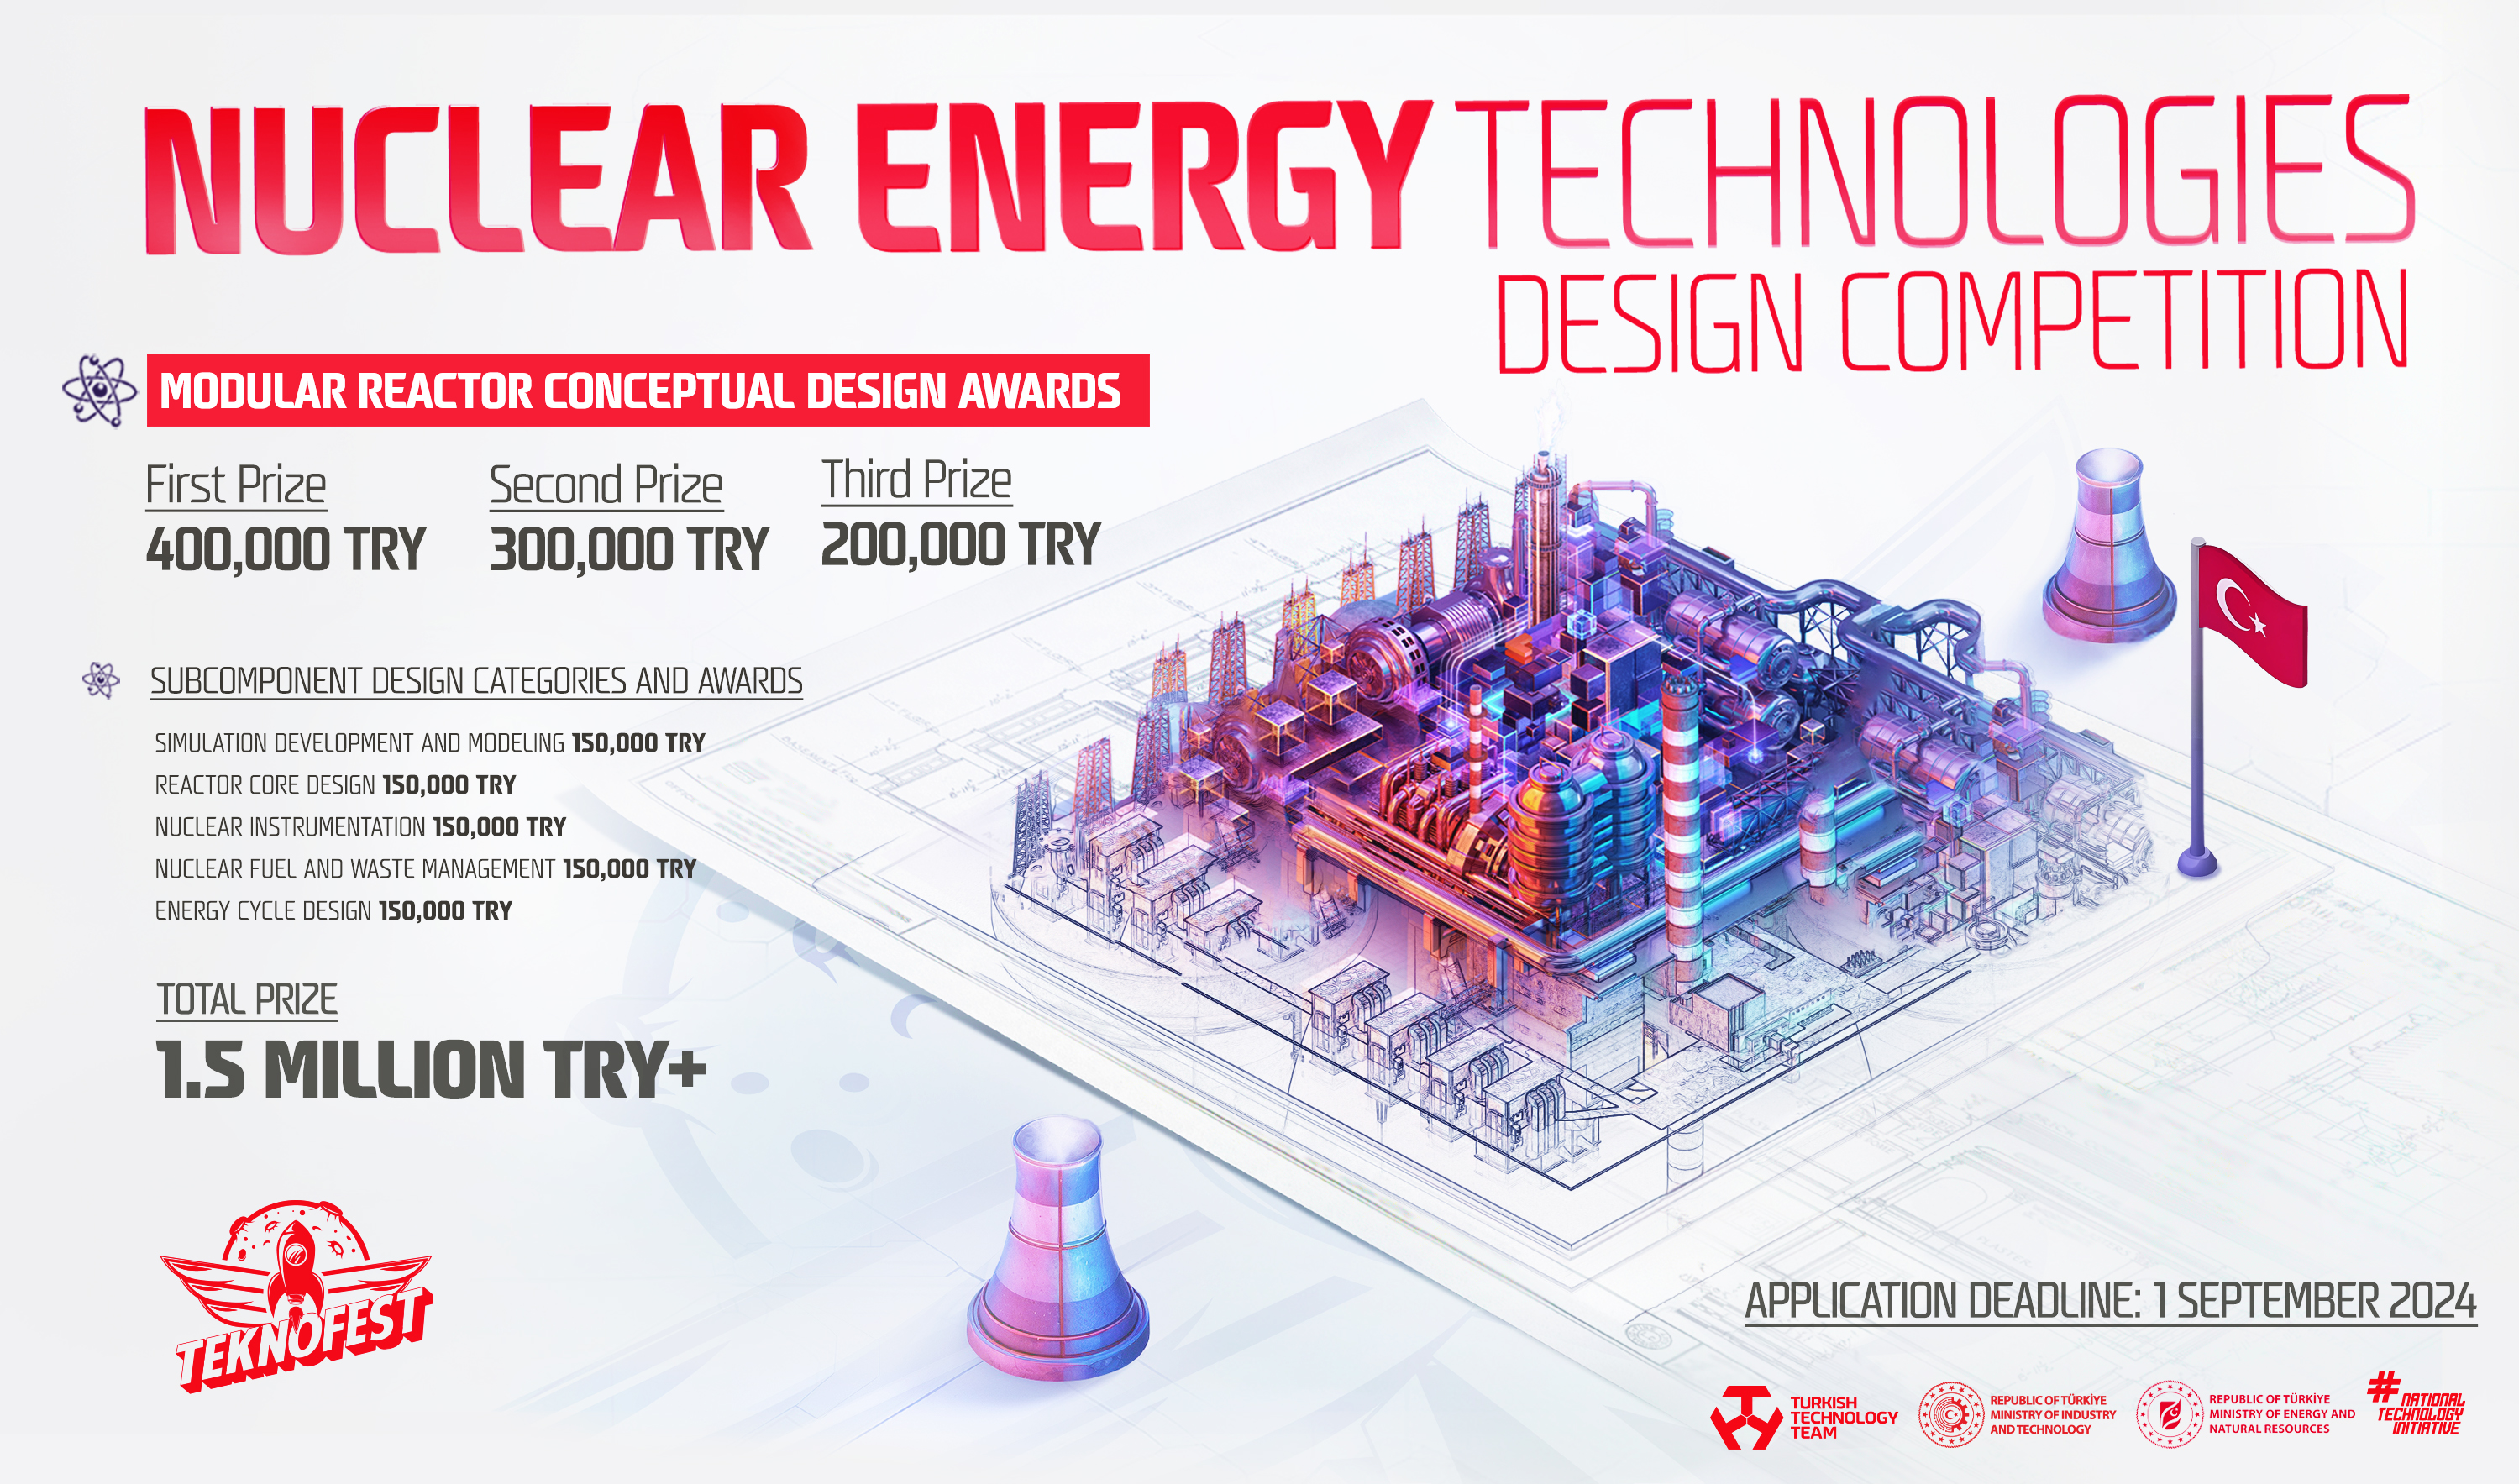 NUCLEAR ENERGY TECHNOLOGIES
DESIGN COMPETITION
MODULAR REACTOR CONCEPTUAL DESIGN AWARDS
First Prize
400,000 TRY
Second Prize
300,000 TRY
Third Prize
200,000 TRY
SUBCOMPONENT DESIGN CATEGORIES AND AWARDS
SIMULATION DEVELOPMENT AND MODELING 150,000 TRY
REACTOR CORE DESIGN 150,000 TRY
NUCLEAR INSTRUMENTATION 150,000 TRY
NUCLEAR FUEL AND WASTE MANAGEMENT 150,000 TRY
ENERGY CYCLE DESIGN 150,000 TRY
TOTAL PRIZE
1.5 MILLION TRY+
TEKNOFEST
APPLICATION DEADLINE: 1 SEPTEMBER 2024
TURKISH
TECHNOLOGY
TEAM
REPUBLIC OF TÜRKİYE
MINISTRY OF INDUSTRY
AND TECHNOLOGY
REPUBLIC OF TÜRKİYE
MINISTRY OF ENERGY AND
NATURAL RESOURCES
#NATIONAL
TECHNOLOGY
INITIATIVE